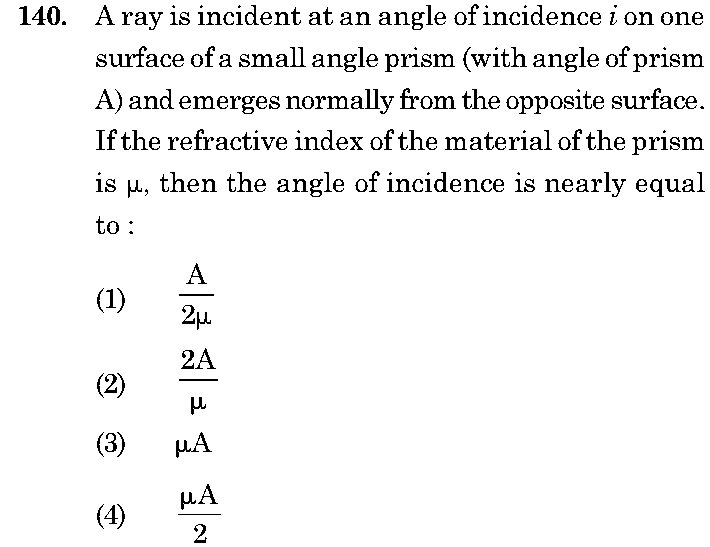 140. A ray is incident at an angle of incidence i on one
surface of a small angle prism (with angle of prism
A) and emerges normally from the opposite surface.
If the refractive index of the material of the prism
is μ, then the angle of incidence is nearly equal
to :
(1) A/2μ
(2) 2A/μ
(3) μA
(4) μA/2